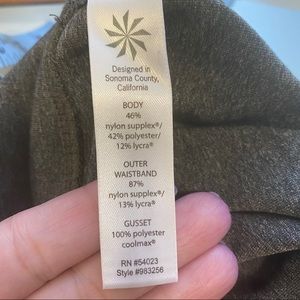 Designed in
Sonoma County,
California
BODY
46%
nylon supplex®/
42% polyester/
12% lycra®
OUTER
WAISTBAND
87%
nylon supplex®/
13% lycra®
GUSSET
100% polyester
coolmax®
RN #54023
Style #983256